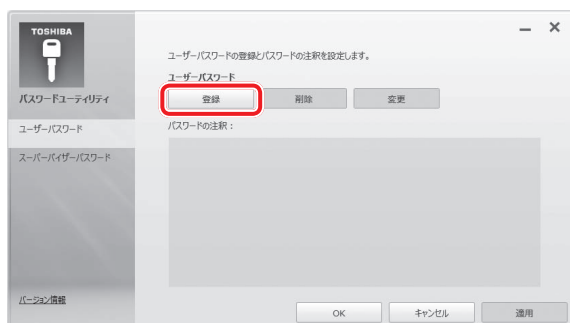 TOSHIBA
パスワードユーティリティ
ユーザーパスワード
スーパーバイザーパスワード
バージョン情報
ユーザーパスワードの登録とパスワードの注釈を設定します。
ユーザーパスワード
登録 削除 変更
パスワードの注釈：
OK キャンセル 適用